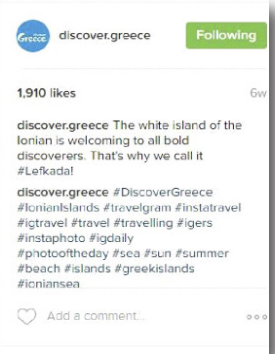 Greece
discover.greece
Following
1,910 likes
6w
discover.greece The white island of the
Ionian is welcoming to all bold
discoverers. That's why we call it
#Lefkada!
discover.greece #DiscoverGreece
#IonianIslands #travelgram #instatravel
#igtravel #travel #travelling #igers
#instaphoto #igdaily
#photooftheday #sea #sun #summer
#beach #islands #greekislands
#ioniansea
Add a comment...